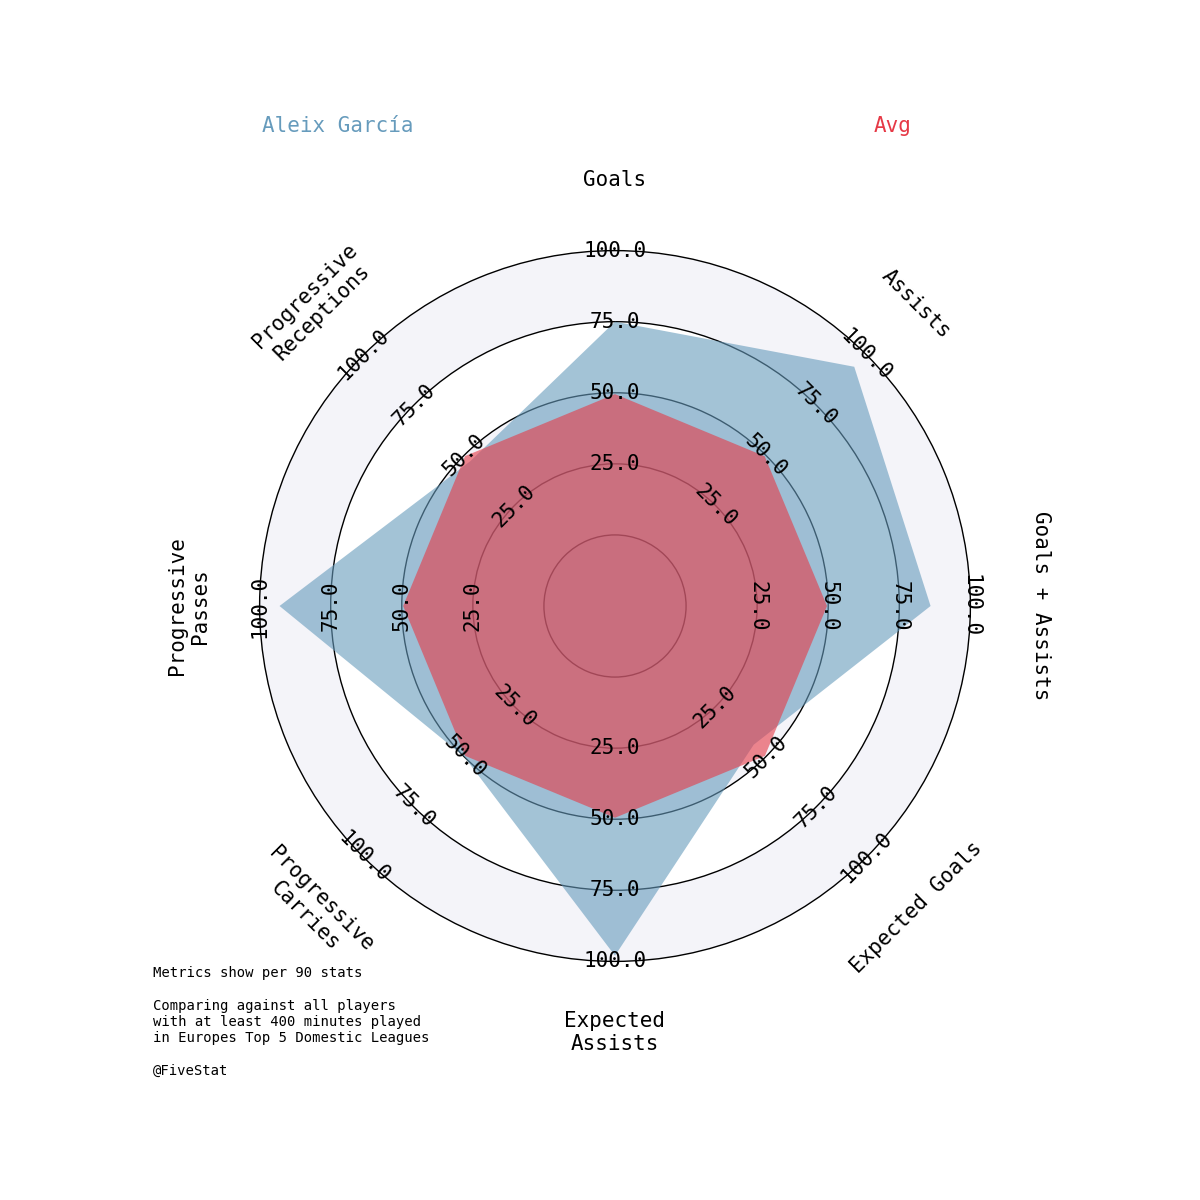 Aleix García
Avg
Goals
Progressive
Receptions
Assists
100.0
100.0
100.0
75.0
75.0
75.0
50.0
50.0
50.0
25.0
25.0
25.0
Progressive
Passes
100.0
75.0
50.0
25.0
25.0
50.0
75.0
100.0
Goals + Assists
25.0
25.0
25.0
50.0
50.0
50.0
75.0
75.0
75.0
100.0
100.0
100.0
Progressive
Carries
Expected Goals
Expected
Assists
Metrics show per 90 stats
Comparing against all players
with at least 400 minutes played
in Europes Top 5 Domestic Leagues
@FiveStat